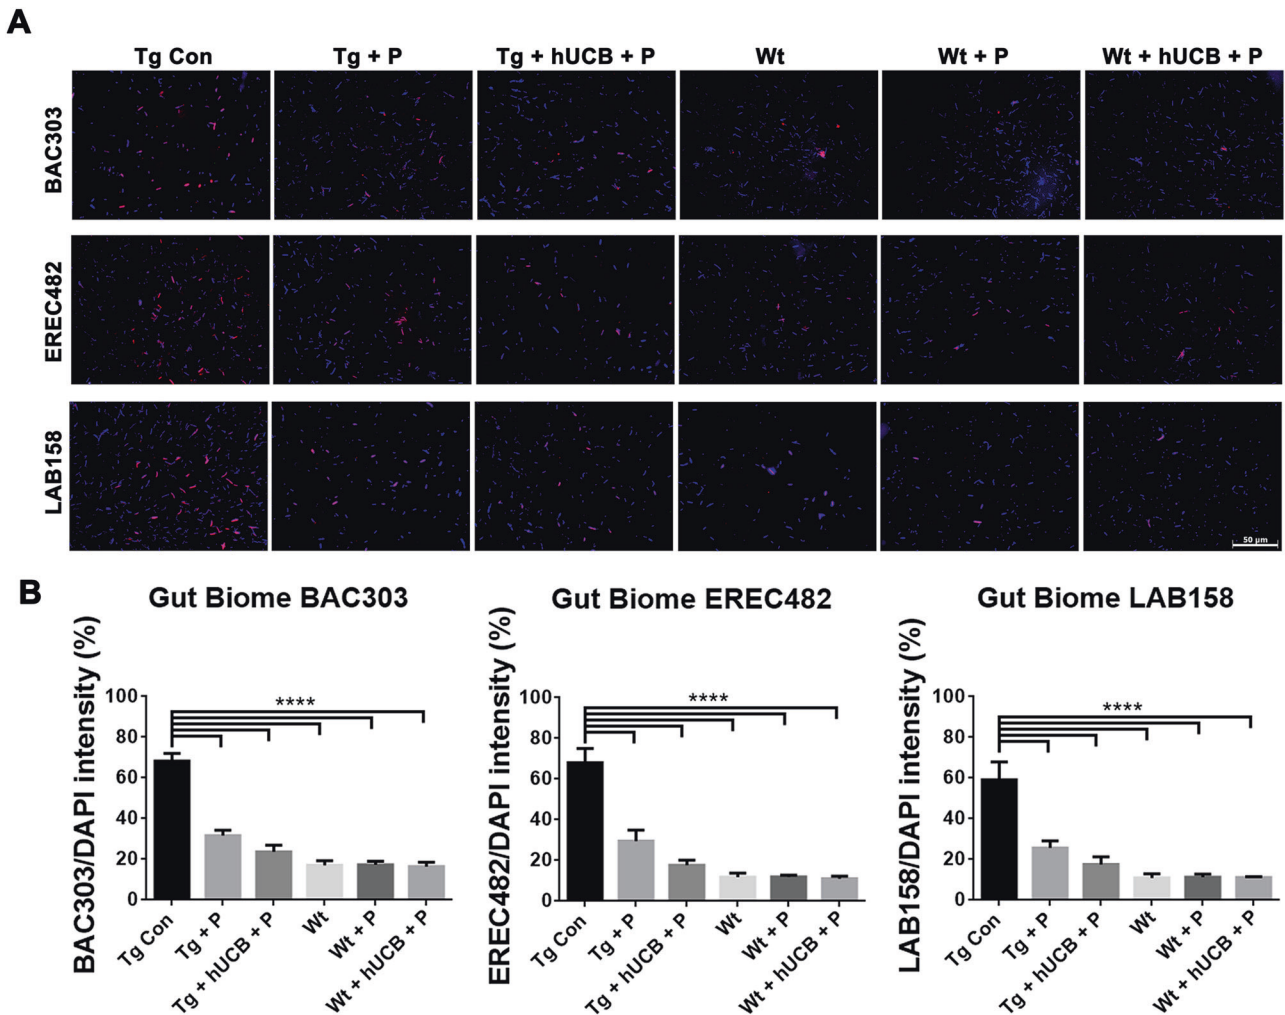 A
Tg Con Tg + P Tg + hUCB + P Wt Wt + P Wt + hUCB + P
BAC303
EREC482
LAB158
50 µm
B
Gut Biome BAC303
BAC303/DAPI intensity (%)
100
80
60
40
20
0
****
Tg Con
Tg + P
Tg + hUCB + P
Wt
Wt + P
Wt + hUCB + P
Gut Biome EREC482
EREC482/DAPI intensity (%)
100
80
60
40
20
0
****
Tg Con
Tg + P
Tg + hUCB + P
Wt
Wt + P
Wt + hUCB + P
Gut Biome LAB158
LAB158/DAPI intensity (%)
100
80
60
40
20
0
****
Tg Con
Tg + P
Tg + hUCB + P
Wt
Wt + P
Wt + hUCB + P